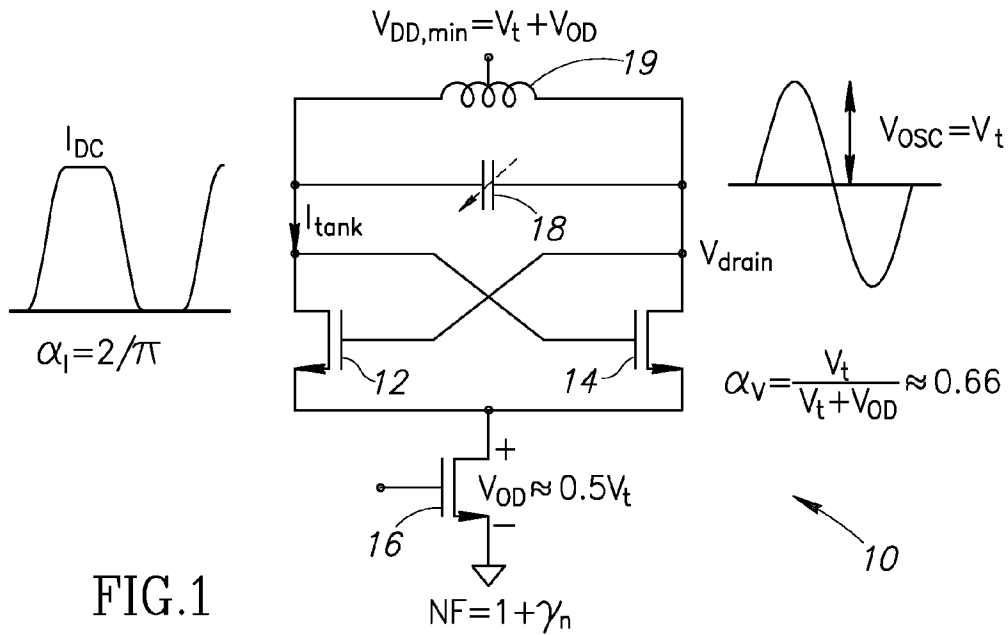 V_DD,min=V_t+V_OD
19
I_DC
V_OSC=V_t
18
I_tank
V_drain
α_I=2/π
12
14
α_V=V_t/(V_t+V_OD)≈0.66
+
V_OD≈0.5V_t
16
−
10
FIG.1
NF=1+γ_n